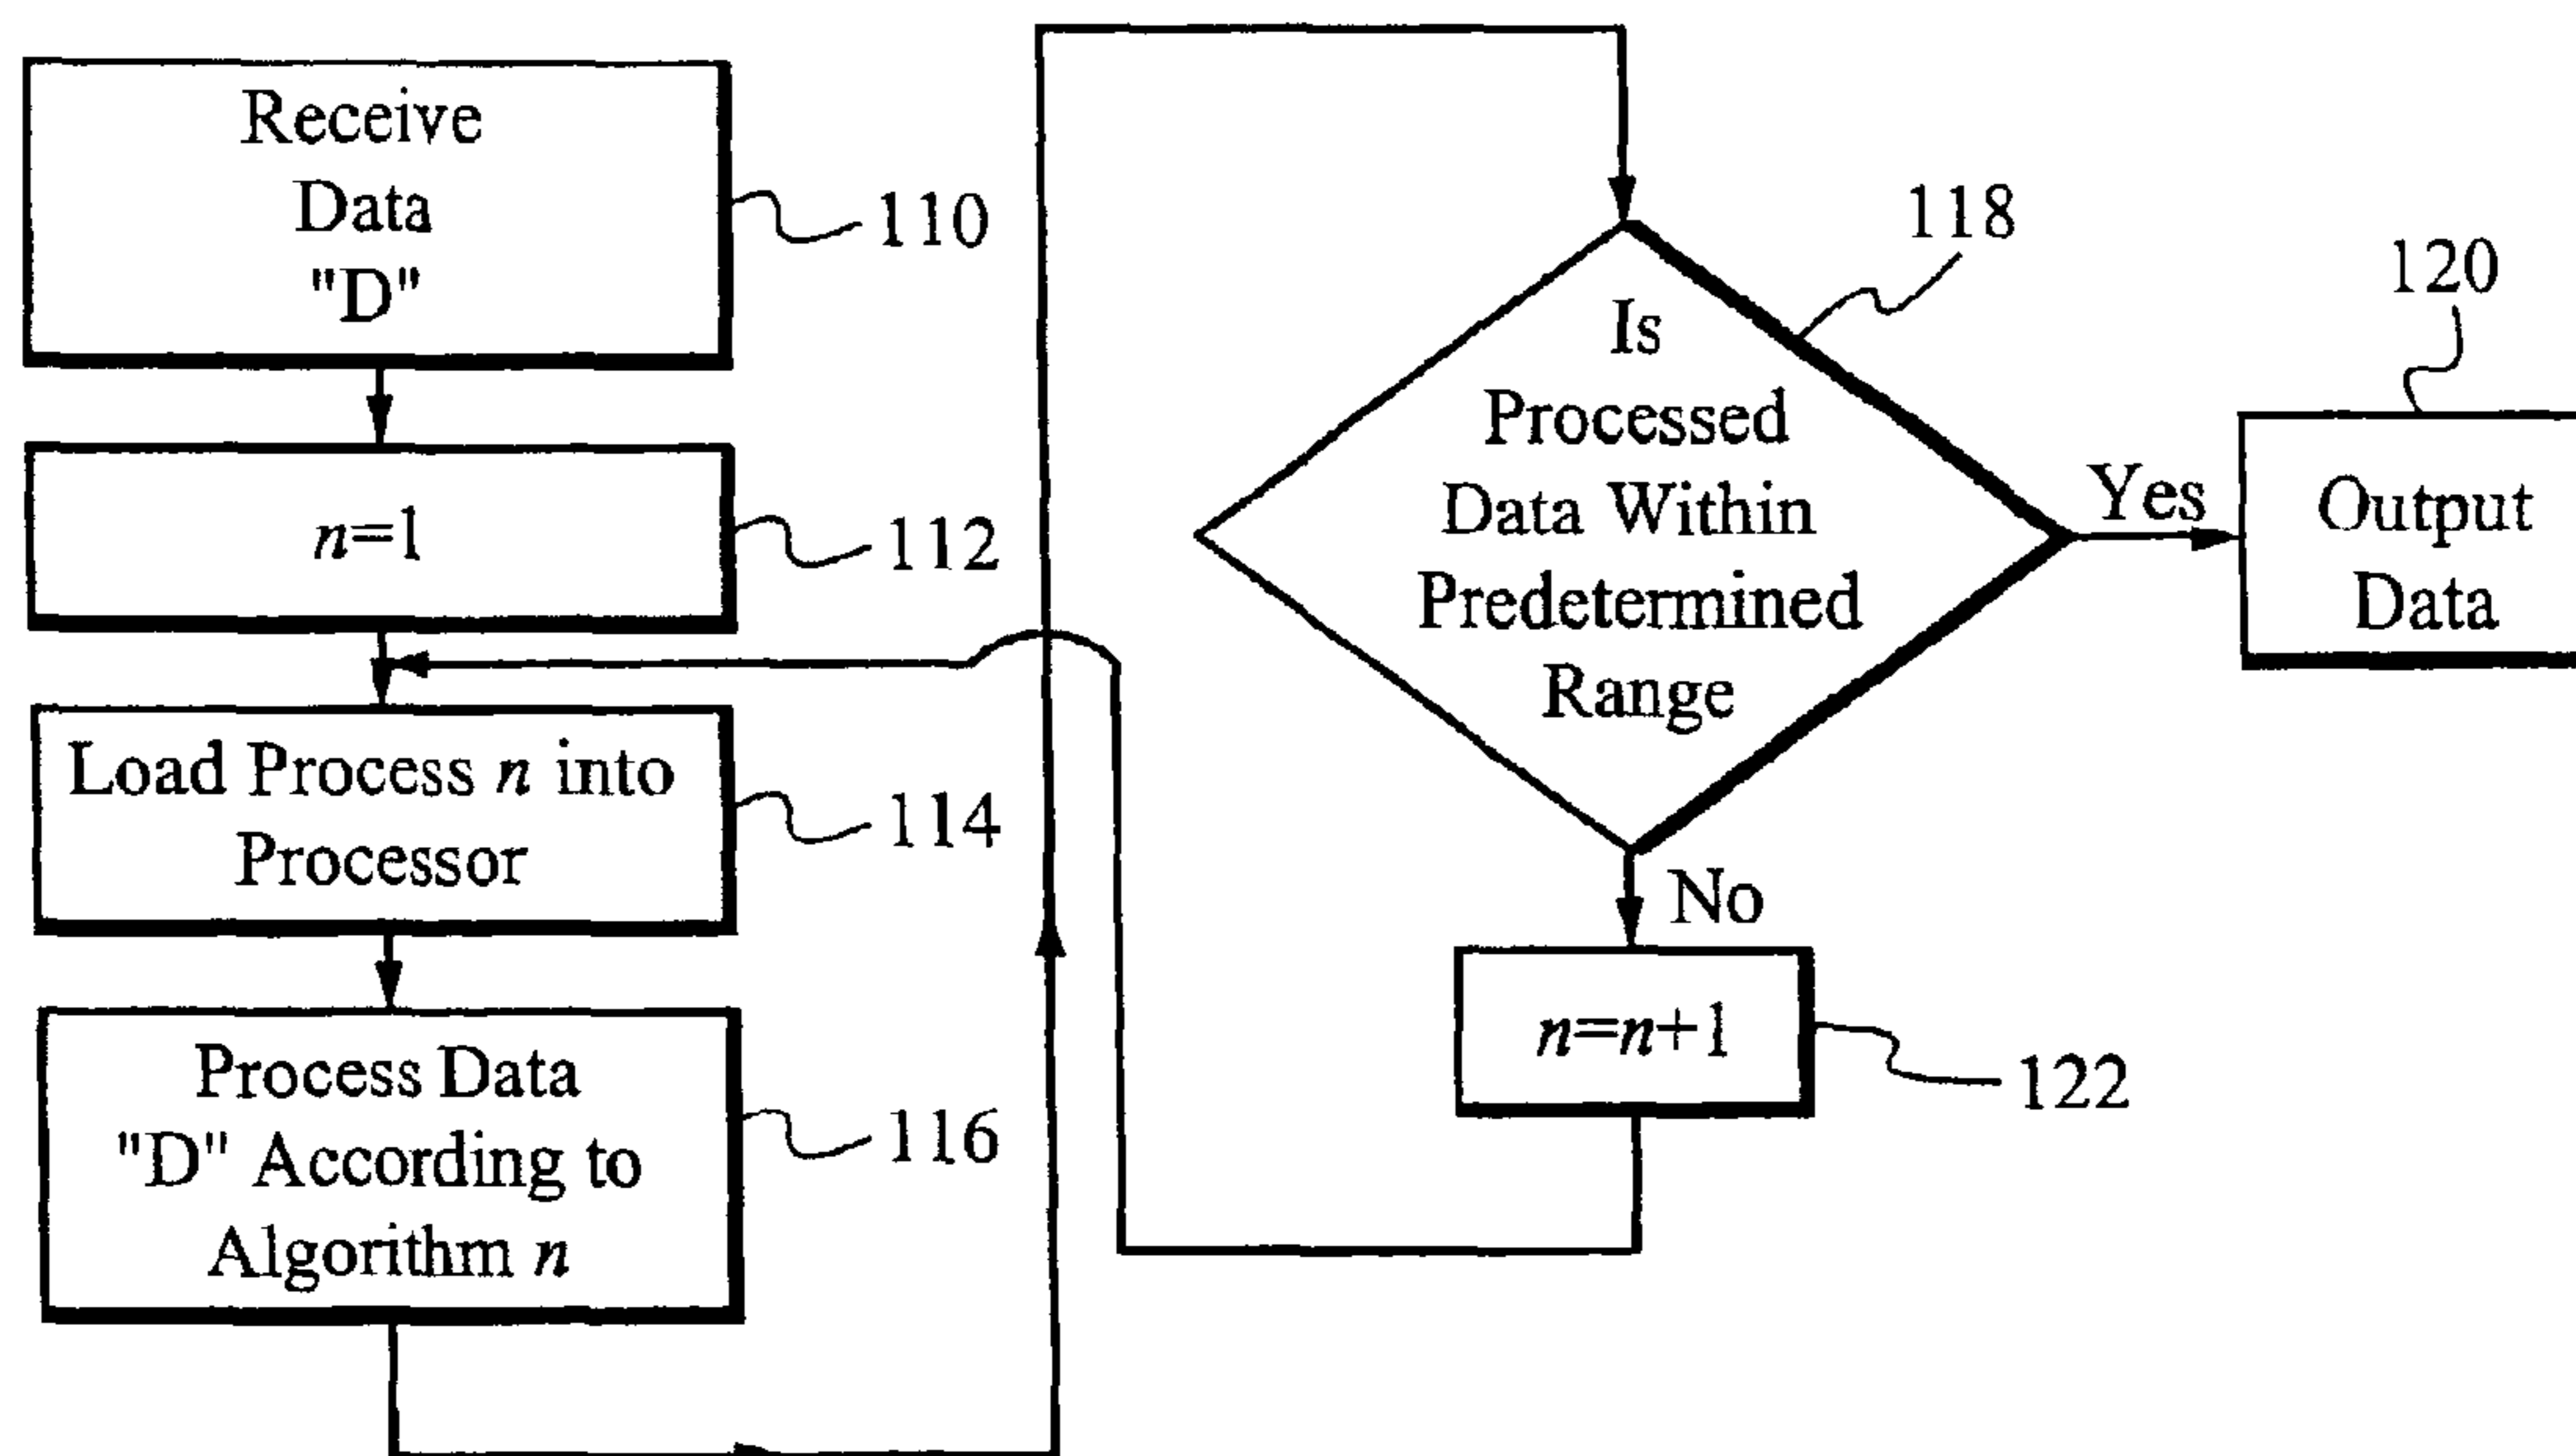 Receive
Data
"D"
110
n=1
112
Load Process n into
Processor
114
Process Data
"D" According to
Algorithm n
116
Is
Processed
Data Within
Predetermined
Range
118
Yes
120
Output
Data
No
n=n+1
122